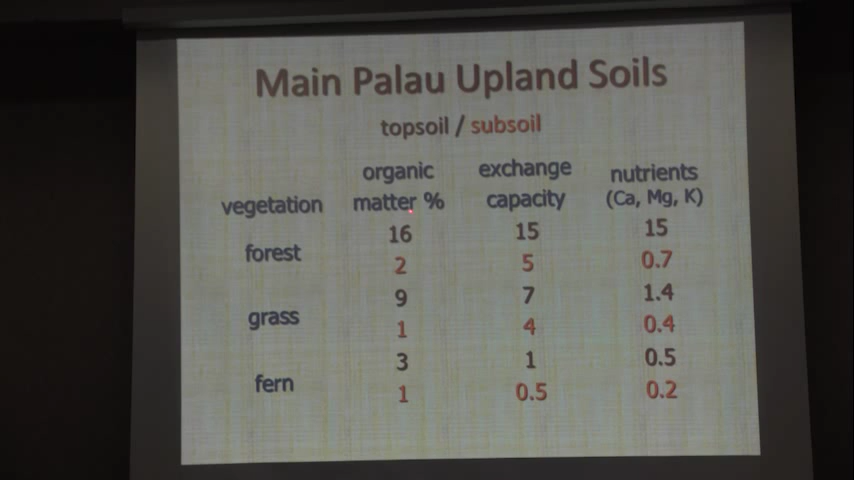 Main Palau Upland Soils
topsoil / subsoil
vegetation organic matter % exchange capacity nutrients (Ca, Mg, K)
forest 16 15 15
2 5 0.7
grass 9 7 1.4
1 4 0.4
fern 3 1 0.5
1 0.5 0.2